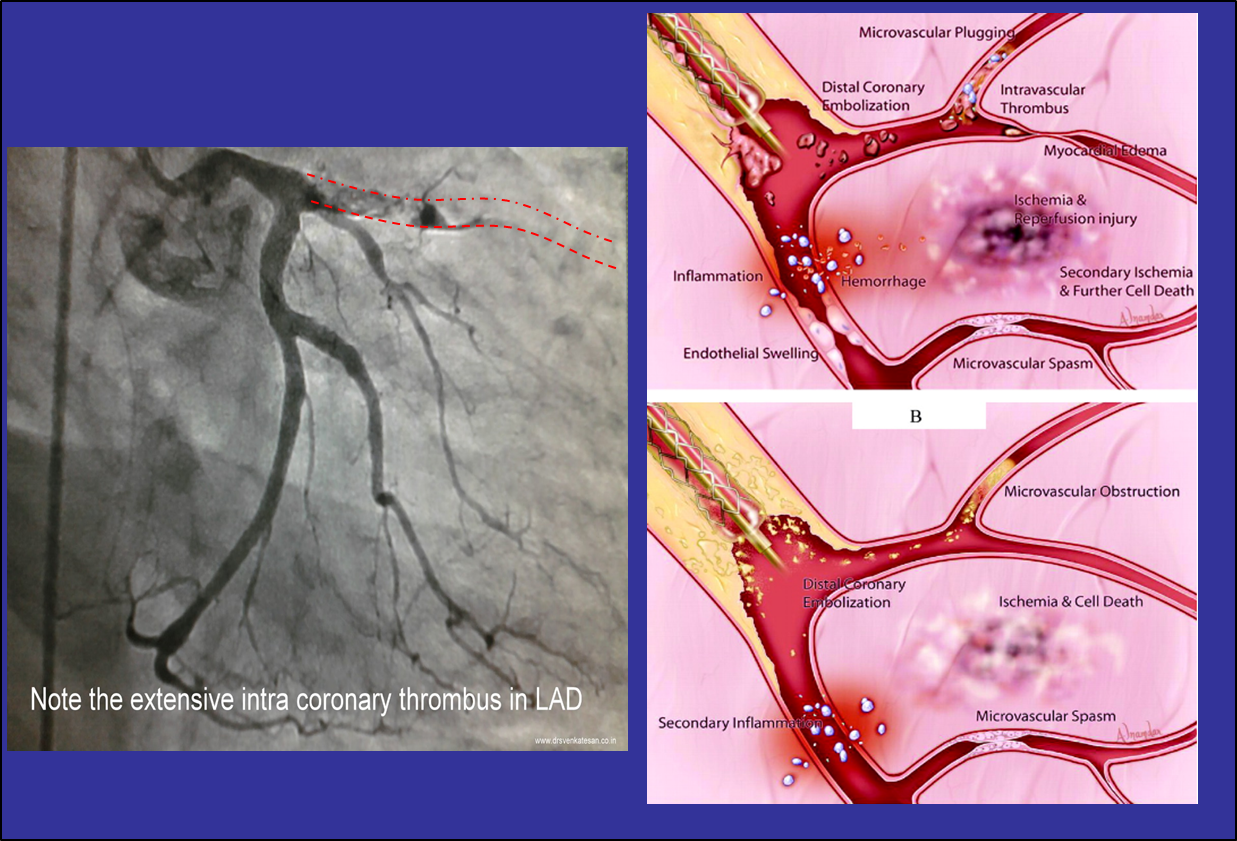 Note the extensive intra coronary thrombus in LAD
www.drsvenkatesan.co.in
Microvascular Plugging
Distal Coronary
Embolization
Intravascular
Thrombus
Myocardial Edema
Ischemia &
Reperfusion injury
Inflammation
Hemorrhage
Secondary Ischemia
& Further Cell Death
Endothelial Swelling
Microvascular Spasm
B
Microvascular Obstruction
Distal Coronary
Embolization
Ischemia & Cell Death
Secondary Inflammation
Microvascular Spasm